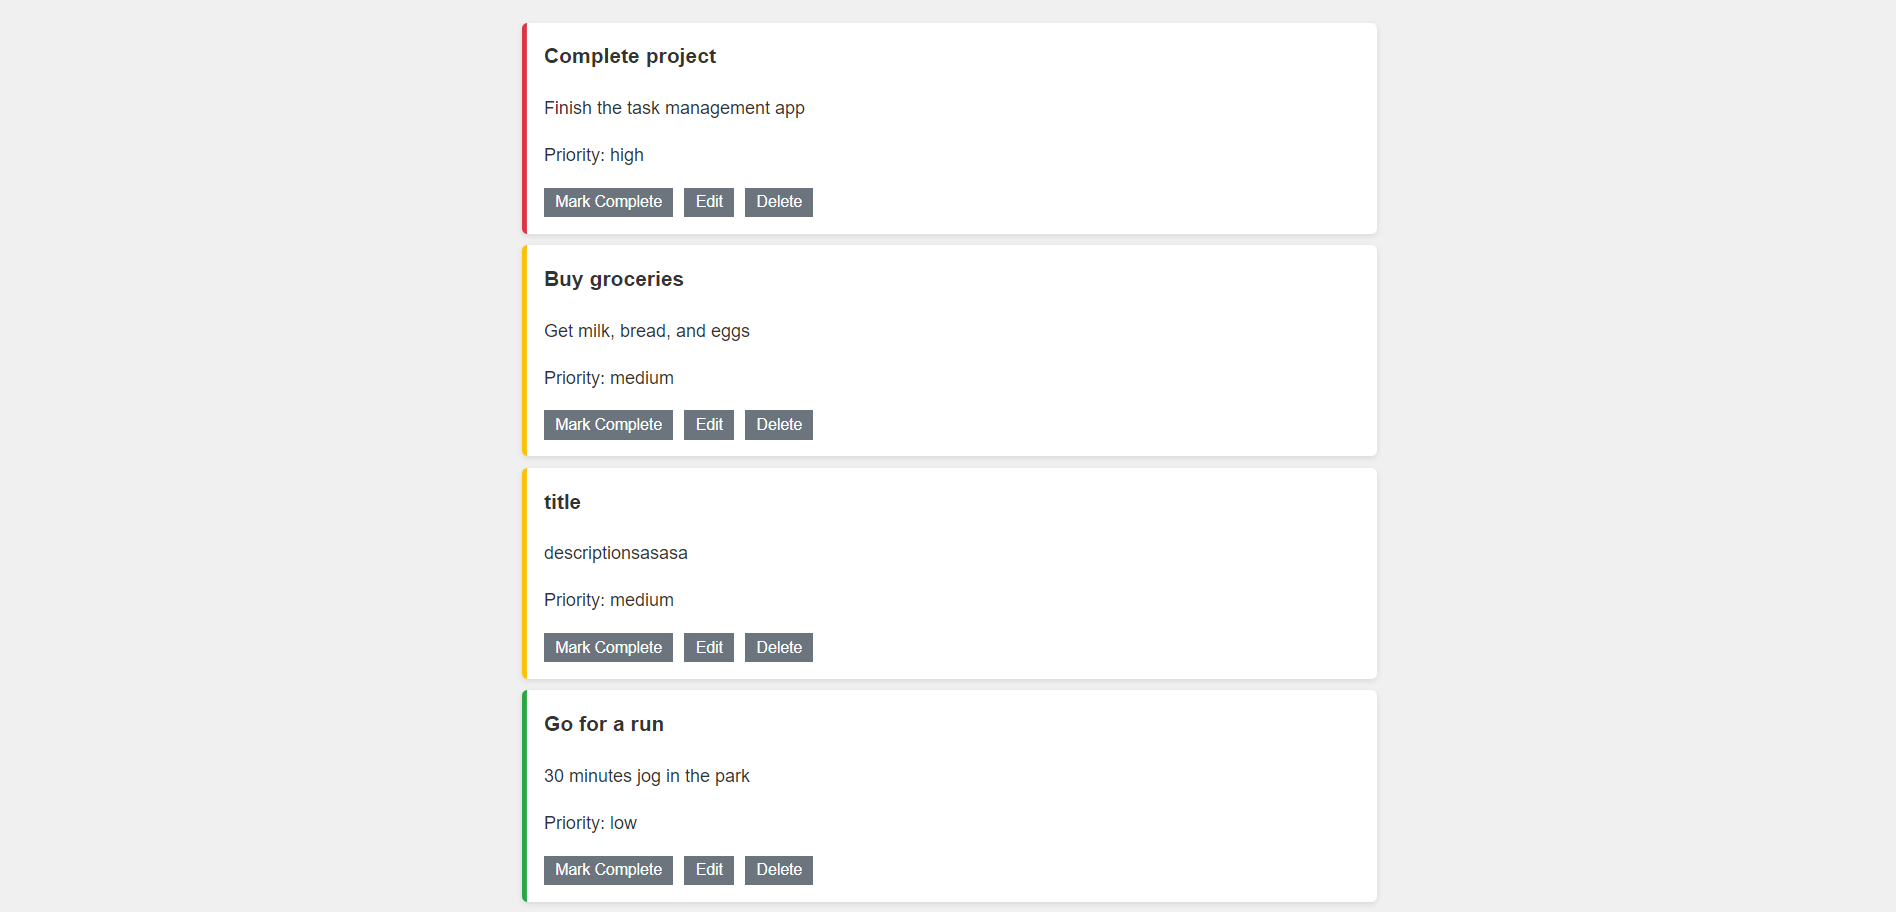 Complete project
Finish the task management app
Priority: high
Mark Complete Edit Delete
Buy groceries
Get milk, bread, and eggs
Priority: medium
Mark Complete Edit Delete
title
descriptionsasasa
Priority: medium
Mark Complete Edit Delete
Go for a run
30 minutes jog in the park
Priority: low
Mark Complete Edit Delete